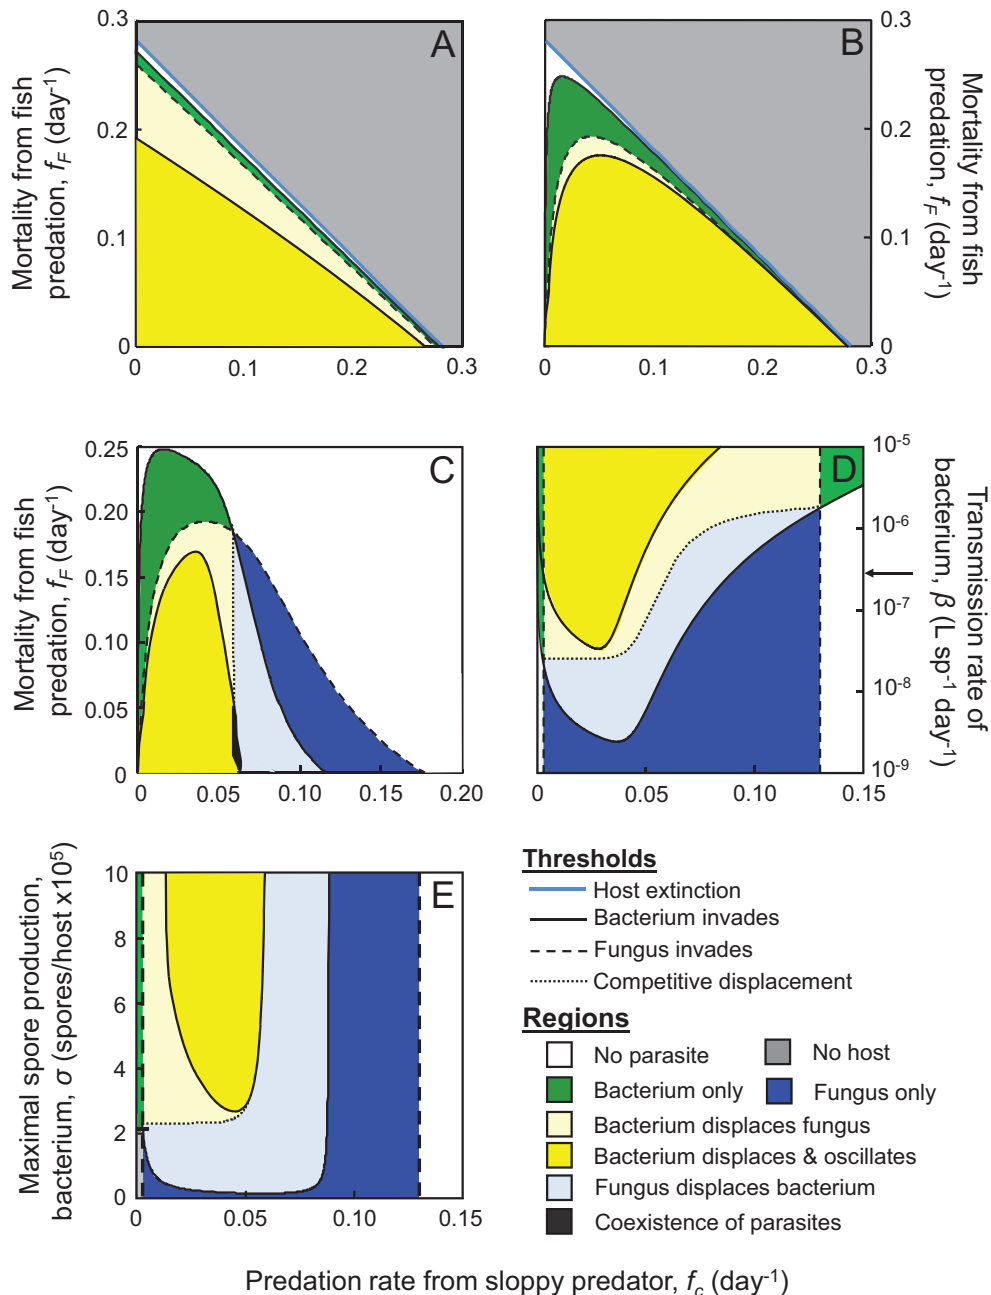 A
Mortality from fish
predation, f_F (day⁻¹)
0.3
0.2
0.1
0
0
0.1
0.2
0.3
B
Mortality from fish
predation, f_F (day⁻¹)
0.3
0.2
0.1
0
0
0.1
0.2
0.3
C
Mortality from fish
predation, f_F (day⁻¹)
0.25
0.20
0.15
0.10
0.05
0
0
0.05
0.10
0.15
0.20
D
Transmission rate of
bacterium, β (L sp⁻¹ day⁻¹)
10⁻⁵
10⁻⁶
10⁻⁷
10⁻⁸
10⁻⁹
0
0.05
0.10
0.15
E
Maximal spore production,
bacterium, σ (spores/host x10⁵)
10
8
6
4
2
0
0
0.05
0.10
0.15
Thresholds
Host extinction
Bacterium invades
Fungus invades
Competitive displacement
Regions
No parasite
No host
Bacterium only
Fungus only
Bacterium displaces fungus
Bacterium displaces & oscillates
Fungus displaces bacterium
Coexistence of parasites
Predation rate from sloppy predator, f_c (day⁻¹)